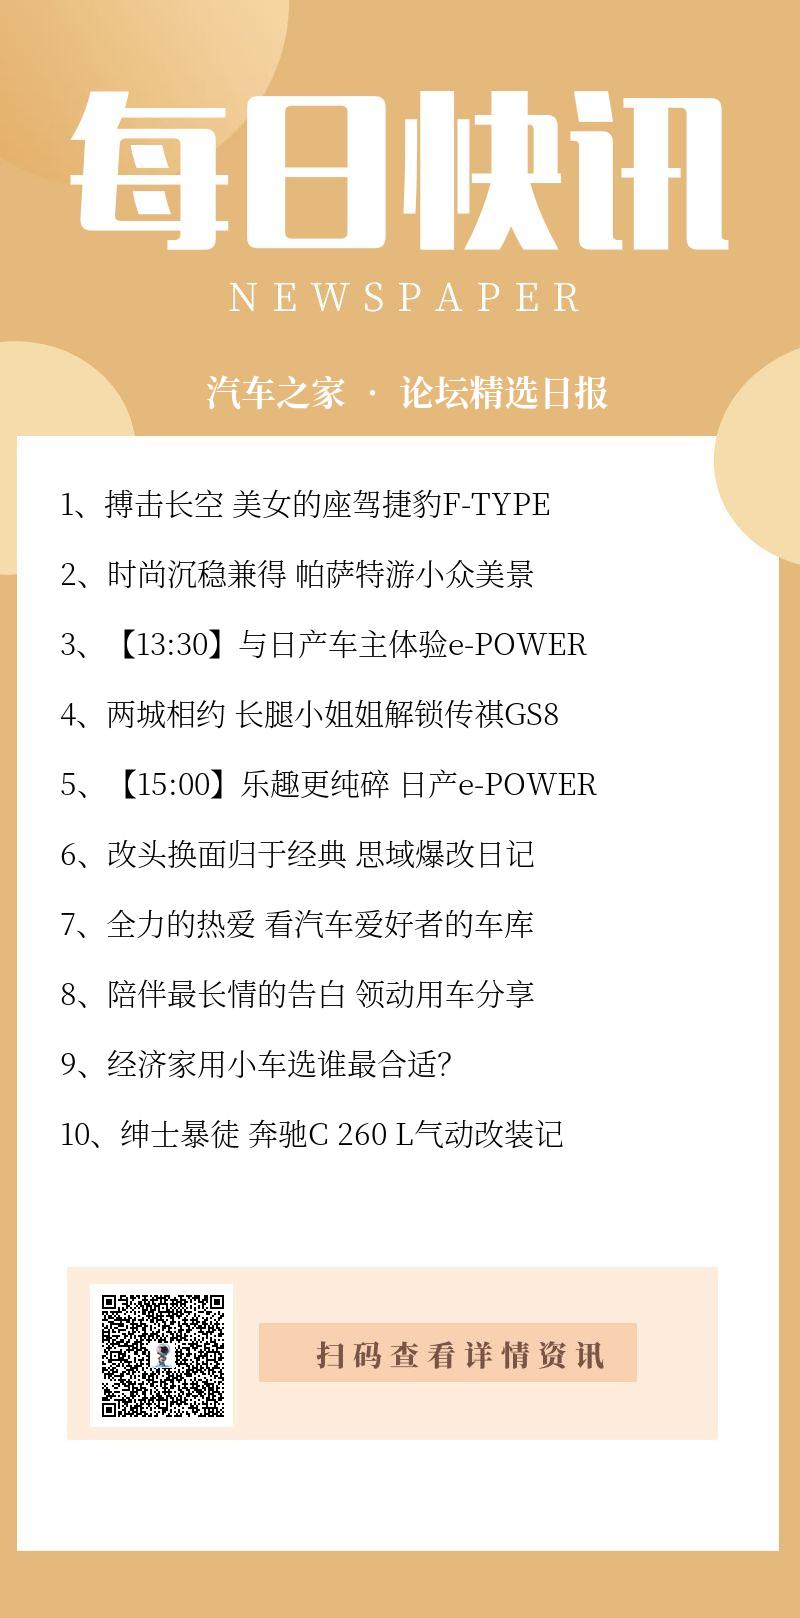 每日快讯
NEWSPAPER
汽车之家 · 论坛精选日报
1、搏击长空 美女的座驾捷豹F-TYPE
2、时尚沉稳兼得 帕萨特游小众美景
3、【13:30】与日产车主体验e-POWER
4、两城相约 长腿小姐姐解锁传祺GS8
5、【15:00】乐趣更纯碎 日产e-POWER
6、改头换面归于经典 思域爆改日记
7、全力的热爱 看汽车爱好者的车库
8、陪伴最长情的告白 领动用车分享
9、经济家用小车选谁最合适？
10、绅士暴徒 奔驰C 260 L气动改装记
扫码查看详情资讯